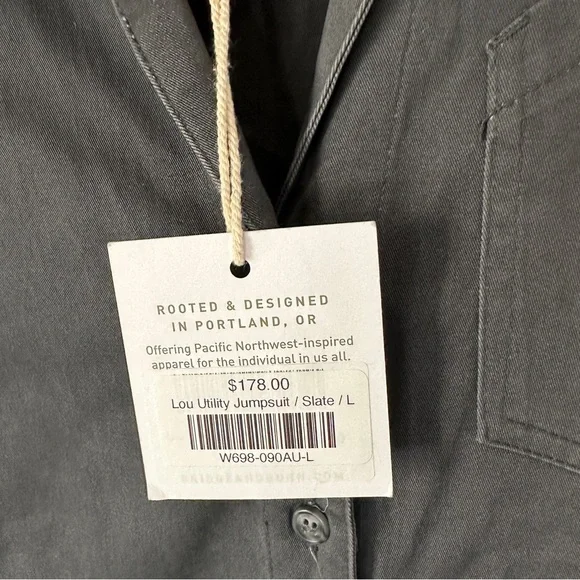 ROOTED & DESIGNED
IN PORTLAND, OR
Offering Pacific Northwest-inspired
apparel for the individual in us all.
$178.00
Lou Utility Jumpsuit / Slate / L
W698-090AU-L